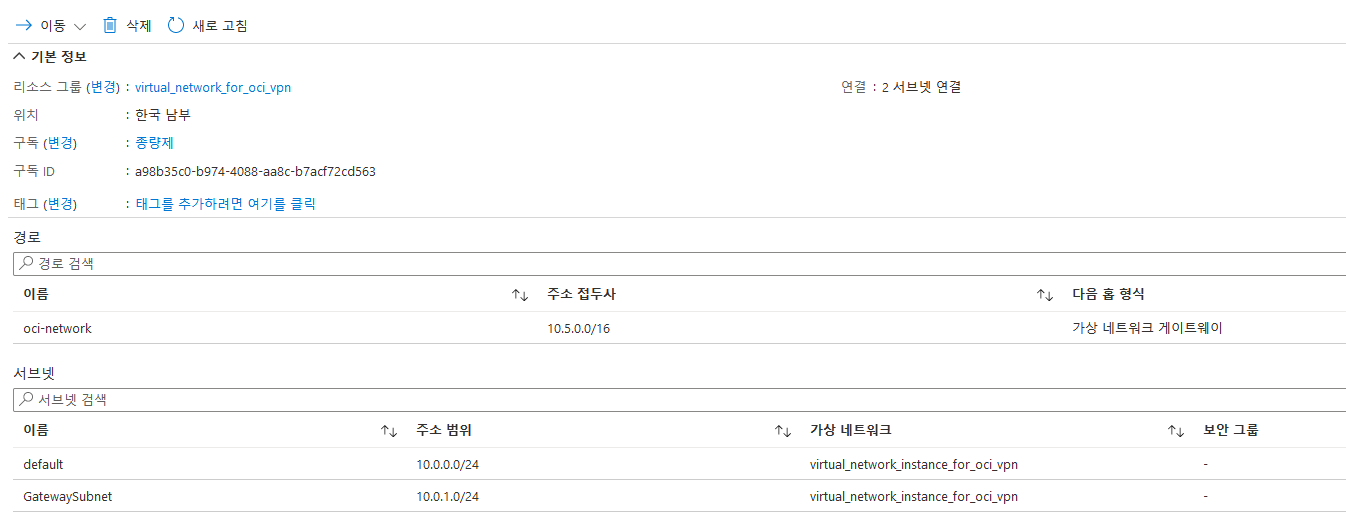 이동 삭제 새로 고침
기본 정보
리소스 그룹 (변경) : virtual_network_for_oci_vpn 연결 : 2 서브넷 연결
위치 : 한국 남부
구독 (변경) : 종량제
구독 ID : a98b35c0-b974-4088-aa8c-b7acf72cd563
태그 (변경) : 태그를 추가하려면 여기를 클릭
경로
경로 검색
이름 주소 접두사 다음 홉 형식
oci-network 10.5.0.0/16 가상 네트워크 게이트웨이
서브넷
서브넷 검색
이름 주소 범위 가상 네트워크 보안 그룹
default 10.0.0.0/24 virtual_network_instance_for_oci_vpn -
GatewaySubnet 10.0.1.0/24 virtual_network_instance_for_oci_vpn -